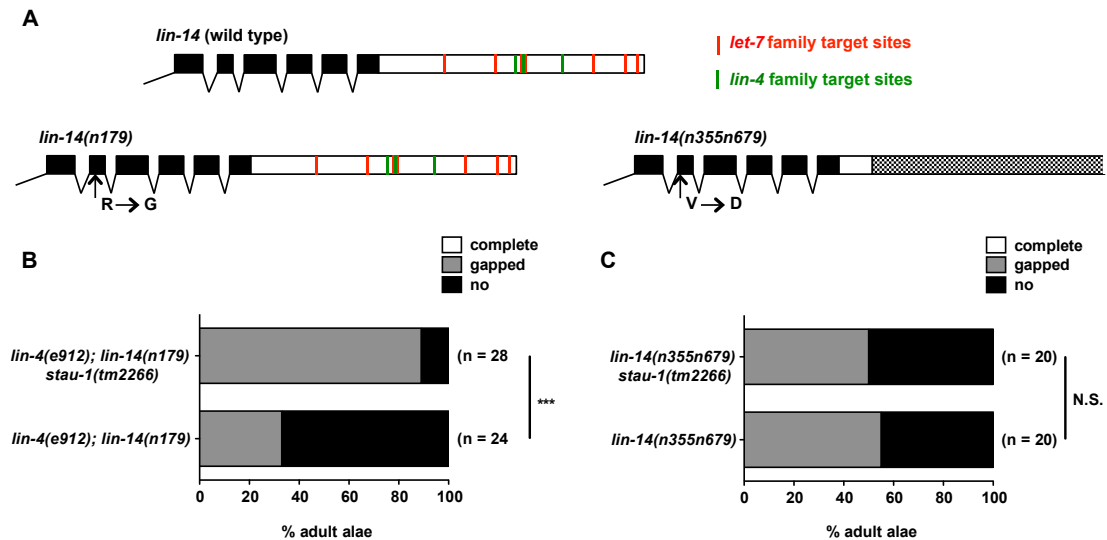 A
lin-14 (wild type)
let-7 family target sites
lin-4 family target sites
lin-14(n179)
R → G
lin-14(n355n679)
V → D
B
complete
gapped
no
lin-4(e912); lin-14(n179)
stau-1(tm2266)
(n = 28
***
lin-4(e912); lin-14(n179)
(n = 24
0 20 40 60 80 100
% adult alae
C
complete
gapped
no
lin-14(n355n679)
stau-1(tm2266)
(n = 20)
N.S.
lin-14(n355n679)
(n = 20)
0 20 40 60 80 100
% adult alae